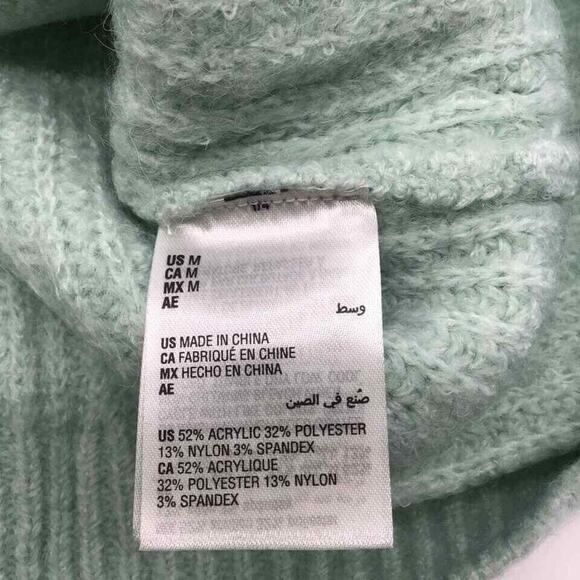 US M
CA M
MX M
AE
وسط
US MADE IN CHINA
CA FABRIQUÉ EN CHINE
MX HECHO EN CHINA
AE
صُنع في الصين
US 52% ACRYLIC 32% POLYESTER
13% NYLON 3% SPANDEX
CA 52% ACRYLIQUE
32% POLYESTER 13% NYLON
3% SPANDEX